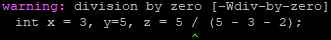 warning: division by zero [-Wdiv-by-zero]
int x = 3, y=5, z = 5 / (5 - 3 - 2);
^